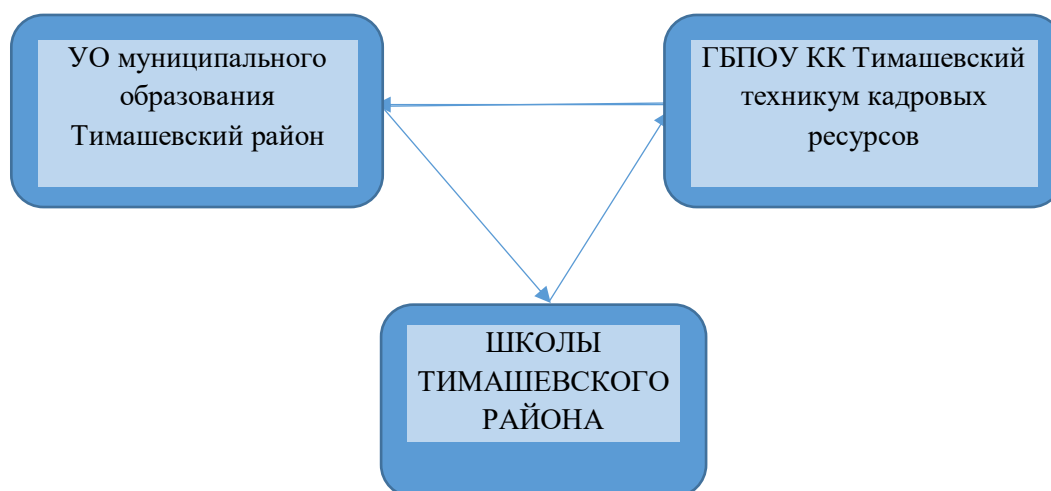 УО муниципального
образования
Тимашевский район
ГБПОУ КК Тимашевский
техникум кадровых
ресурсов
ШКОЛЫ
ТИМАШЕВСКОГО
РАЙОНА